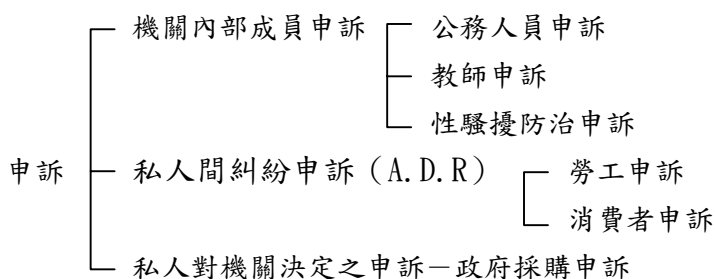 機關內部成員申訴
公務人員申訴
教師申訴
性騷擾防治申訴
申訴
私人間糾紛申訴（A.D.R）
勞工申訴
消費者申訴
私人對機關決定之申訴－政府採購申訴